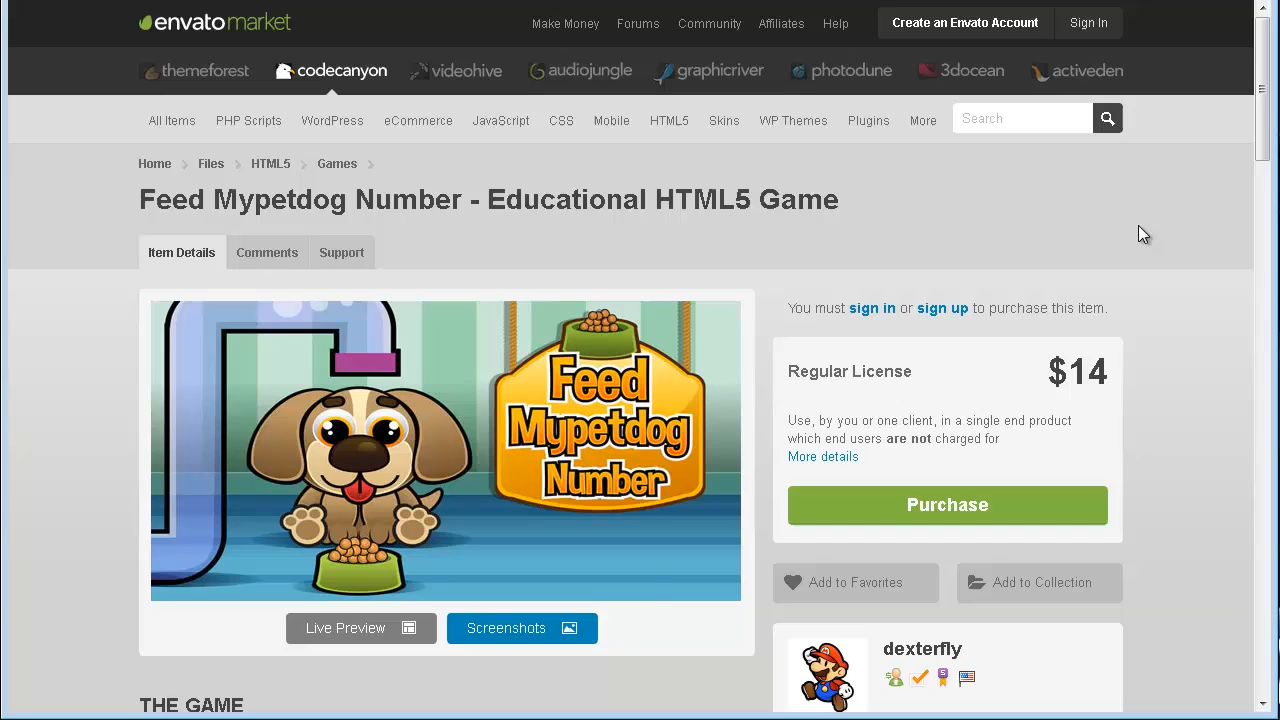 envatomarket
Make Money Forums Community Affiliates Help Create an Envato Account Sign In
themeforest codecanyon videohive audiojungle graphicriver photodune 3docean activeden
All Items PHP Scripts WordPress eCommerce JavaScript CSS Mobile HTML5 Skins WP Themes Plugins More Search
Home Files HTML5 Games
Feed Mypetdog Number - Educational HTML5 Game
Item Details Comments Support
You must sign in or sign up to purchase this item.
Feed
Mypetdog
Number
Regular License $14
Use, by you or one client, in a single end product
which end users are not charged for
More details
Purchase
Add to Favorites Add to Collection
Live Preview Screenshots
dexterfly
THE GAME